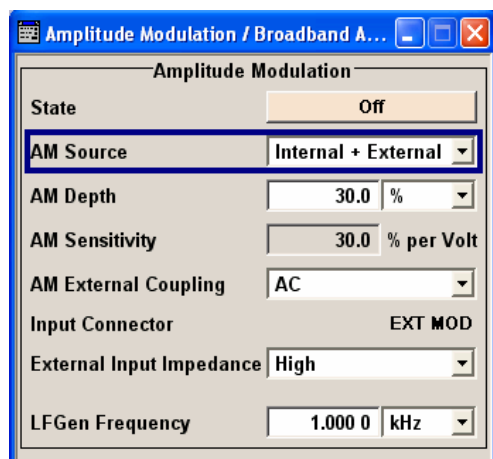 Amplitude Modulation / Broadband A...
Amplitude Modulation
State Off
AM Source Internal + External
AM Depth 30.0 %
AM Sensitivity 30.0 % per Volt
AM External Coupling AC
Input Connector EXT MOD
External Input Impedance High
LFGen Frequency 1.000 0 kHz